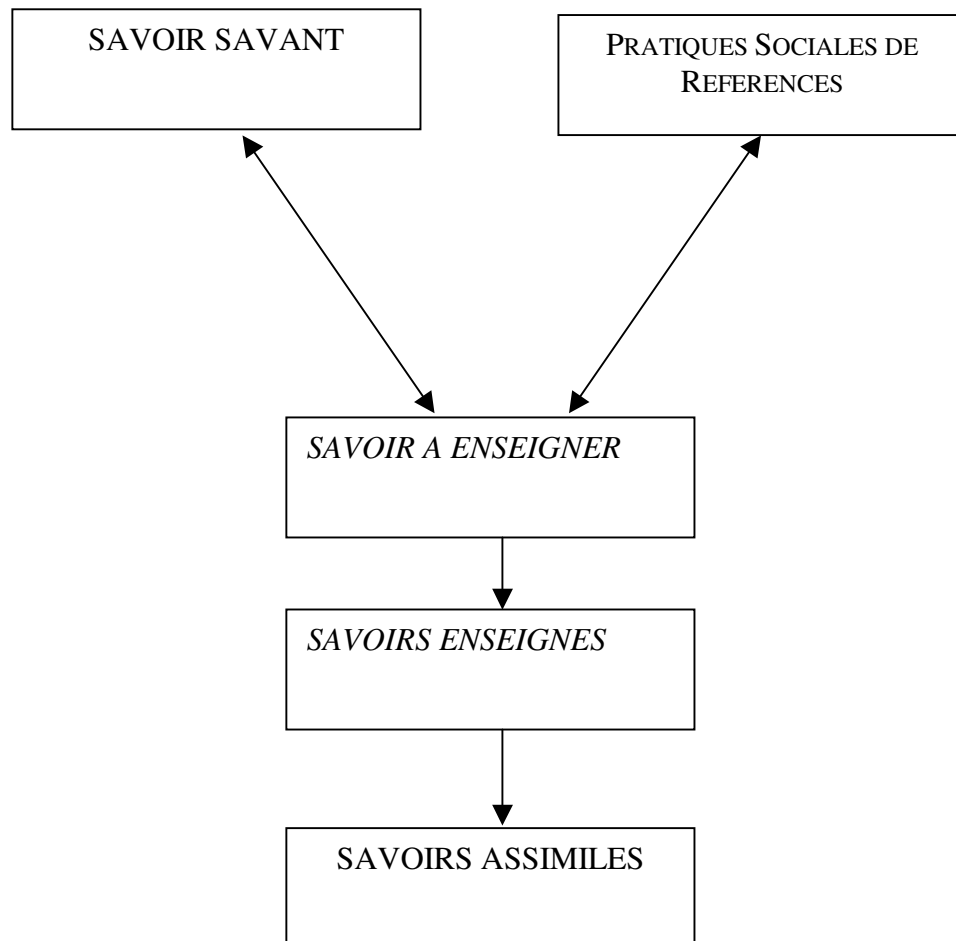 SAVOIR SAVANT
PRATIQUES SOCIALES DE
REFERENCES
SAVOIR A ENSEIGNER
SAVOIRS ENSEIGNES
SAVOIRS ASSIMILES